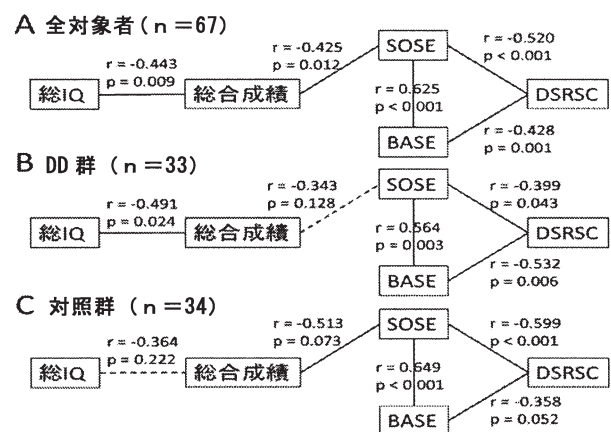 A 全対象者(n=67)
r = -0.443
p = 0.009
総IQ
総合成績
r = -0.425
p = 0.012
SOSE
r = 0.625
p < 0.001
BASE
r = -0.520
p < 0.001
DSRSC
r = -0.428
p = 0.001
B DD群(n=33)
r = -0.491
p = 0.024
総IQ
総合成績
r = -0.343
p = 0.128
SOSE
r = 0.564
p = 0.003
BASE
r = -0.399
p = 0.043
DSRSC
r = -0.532
p = 0.006
C 対照群(n=34)
r = -0.364
p = 0.222
総IQ
総合成績
r = -0.513
p = 0.073
SOSE
r = 0.649
p < 0.001
BASE
r = -0.599
p < 0.001
DSRSC
r = -0.358
p = 0.052